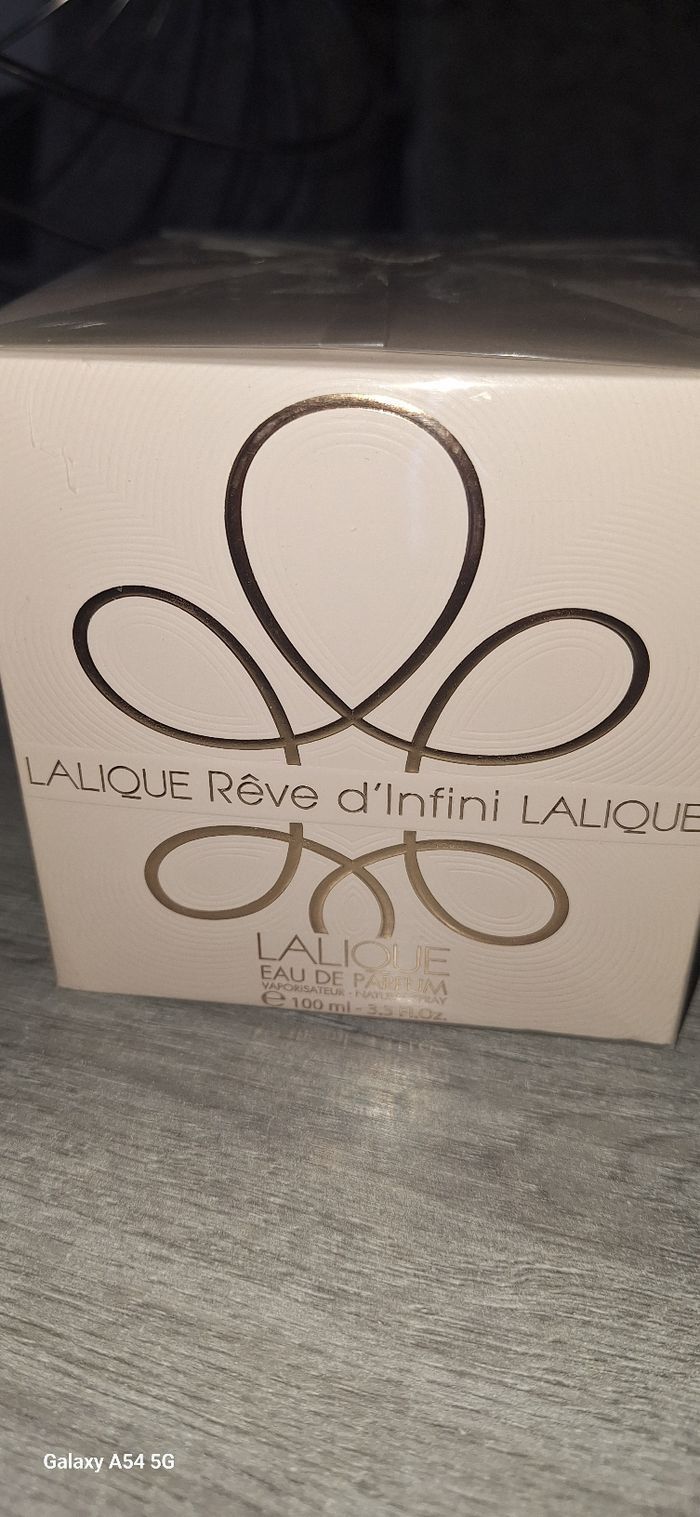 LALIQUE Rêve d'Infini LALIQUE
LALIQUE
EAU DE PARFUM
VAPORISATEUR - NATURAL SPRAY
℮ 100 ml - 3.3 Fl.Oz.
Galaxy A54 5G